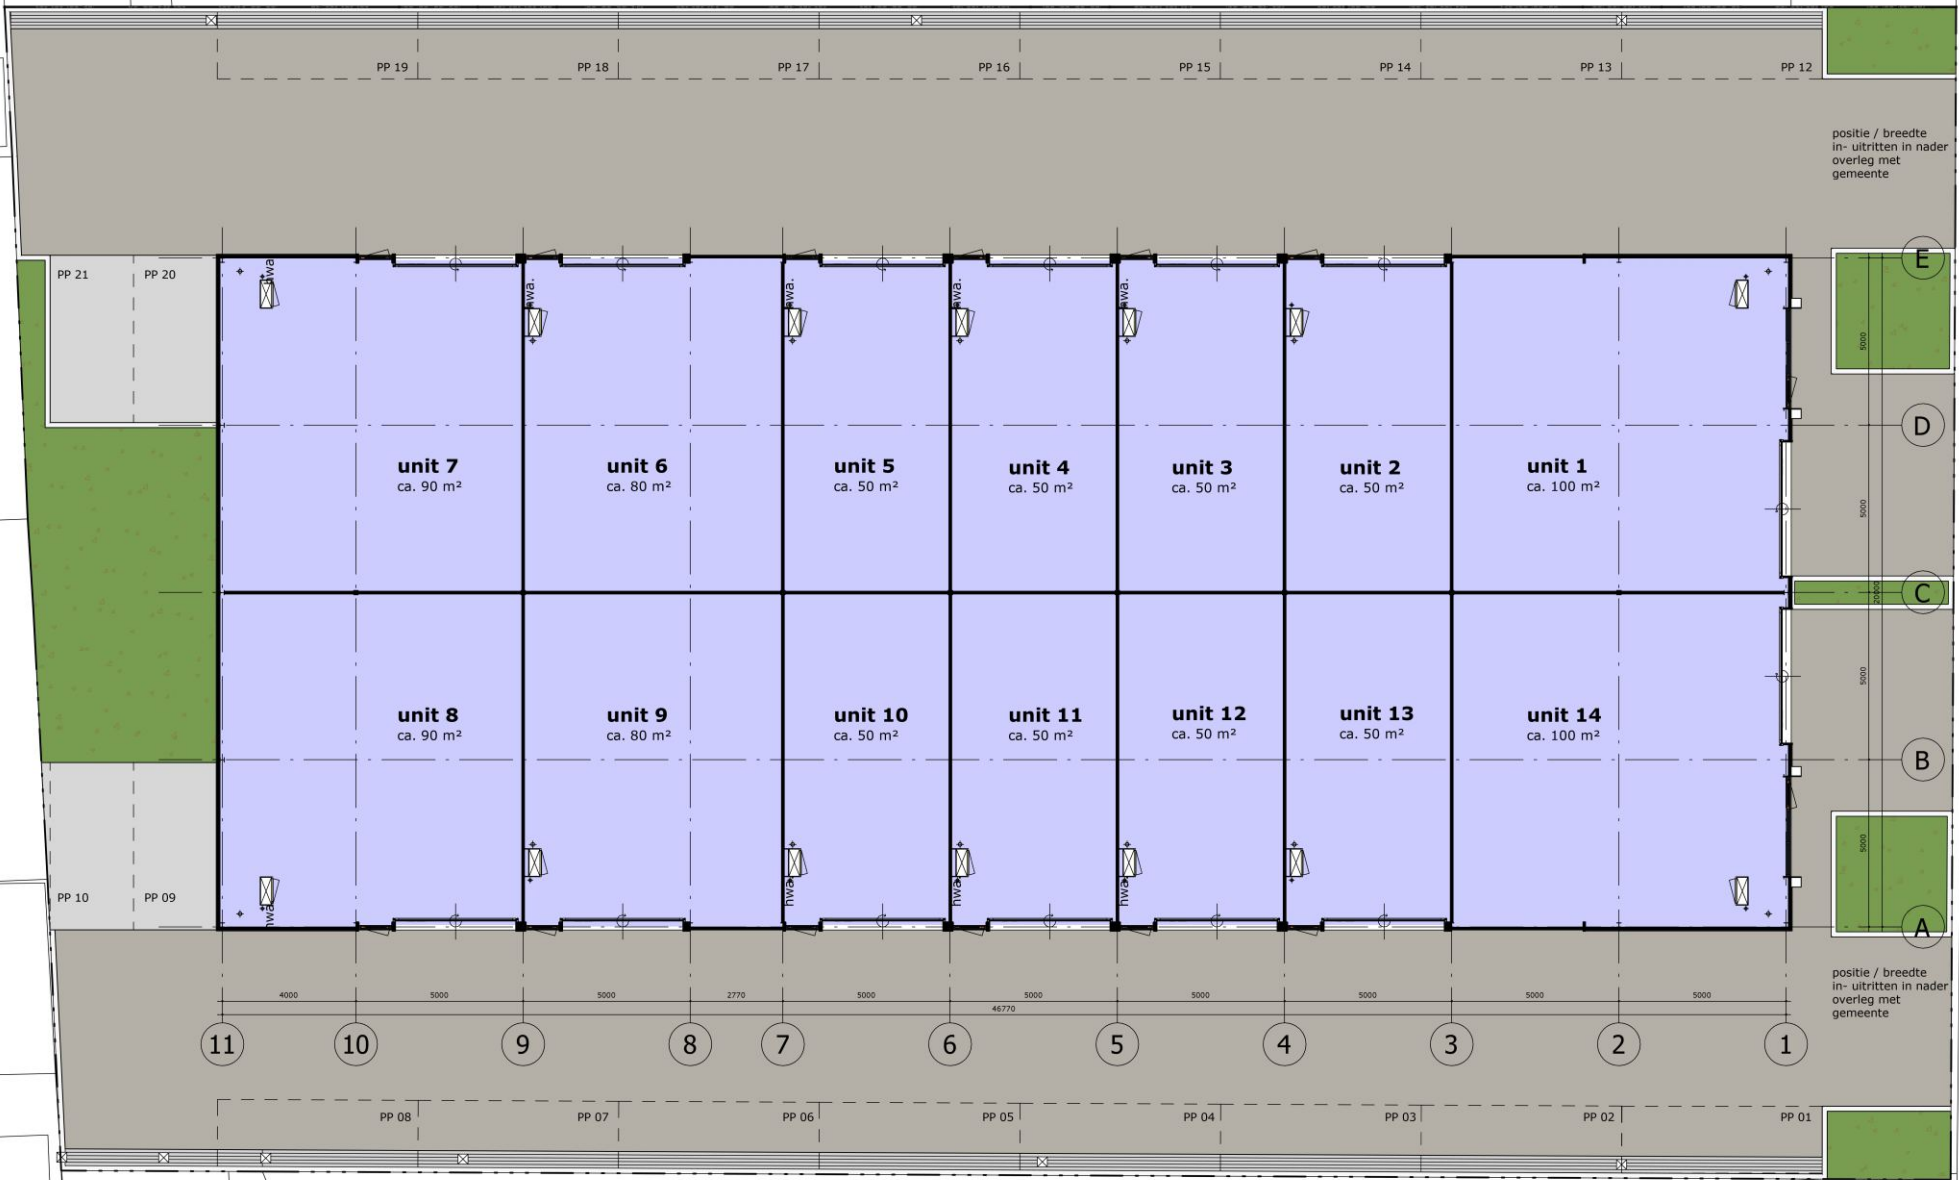 PP 19 PP 18 PP 17 PP 16 PP 15 PP 14 PP 13 PP 12
positie / breedte
in- uitritten in nader
overleg met
gemeente
E
PP 21 PP 20
hwa hwa. hwa. hwa. hwa.
5000
D
unit 7 unit 6 unit 5 unit 4 unit 3 unit 2 unit 1
ca. 90 m² ca. 80 m² ca. 50 m² ca. 50 m² ca. 50 m² ca. 50 m² ca. 100 m²
5000
C
20000
5000
unit 8 unit 9 unit 10 unit 11 unit 12 unit 13 unit 14
ca. 90 m² ca. 80 m² ca. 50 m² ca. 50 m² ca. 50 m² ca. 50 m² ca. 100 m²
B
5000
PP 10 PP 09
hwa hwa hwa hwa
A
positie / breedte
in- uitritten in nader
overleg met
gemeente
4000 5000 5000 2770 5000 5000 5000 5000 5000 5000
46770
11 10 9 8 7 6 5 4 3 2 1
PP 08 PP 07 PP 06 PP 05 PP 04 PP 03 PP 02 PP 01